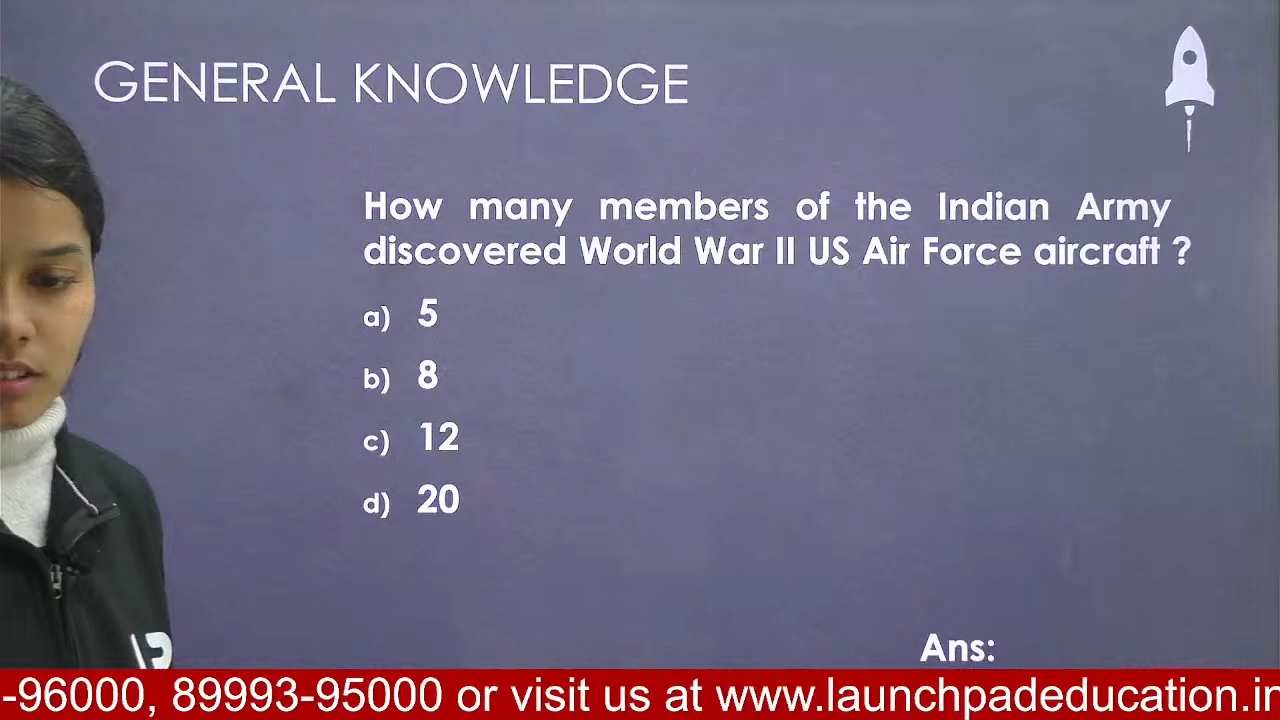 GENERAL KNOWLEDGE
How many members of the Indian Army
discovered World War II US Air Force aircraft ?
a) 5
b) 8
c) 12
d) 20
Ans:
-96000, 89993-95000 or visit us at www.launchpadeducation.in